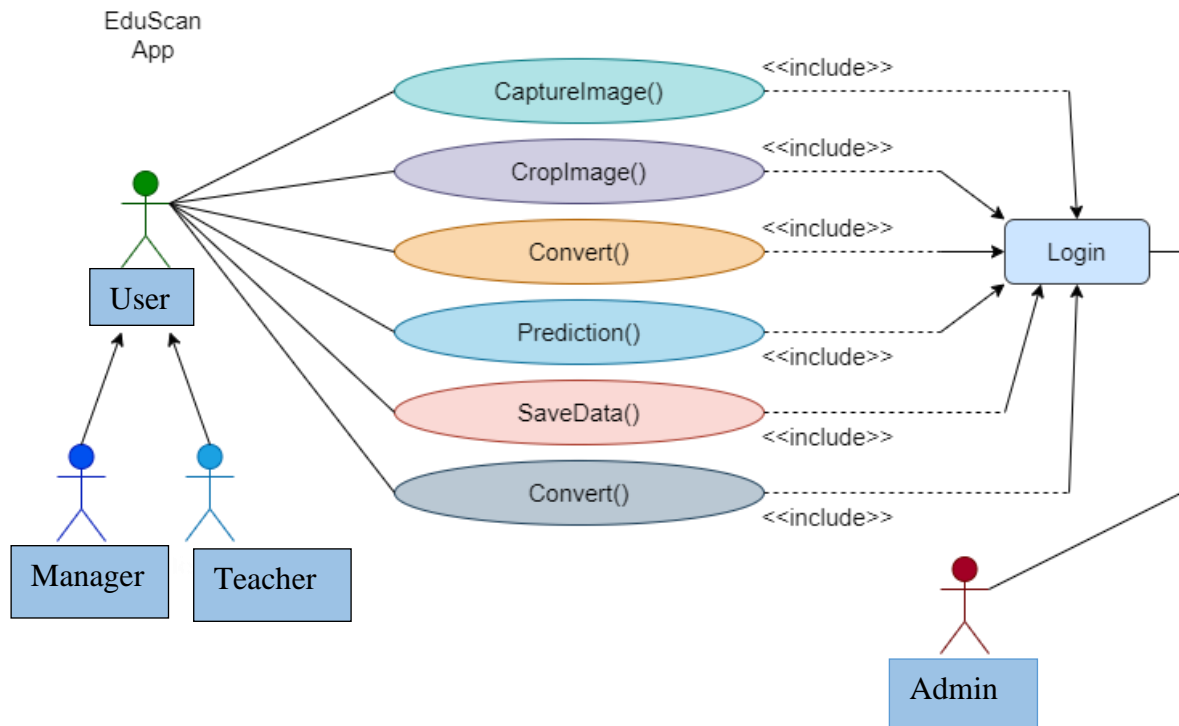 EduScan
App
<<include>>
CaptureImage()
<<include>>
CropImage()
<<include>>
Convert()
Login
User
Prediction()
<<include>>
SaveData()
<<include>>
Convert()
<<include>>
Manager
Teacher
Admin